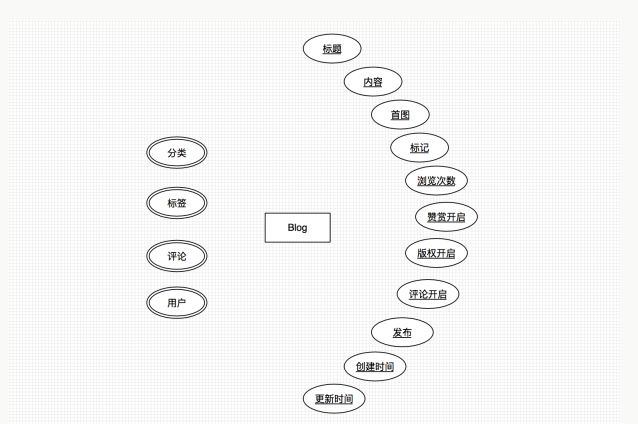 标题
内容
首图
标记
分类
浏览次数
标签
赞赏开启
Blog
版权开启
评论
评论开启
用户
发布
创建时间
更新时间